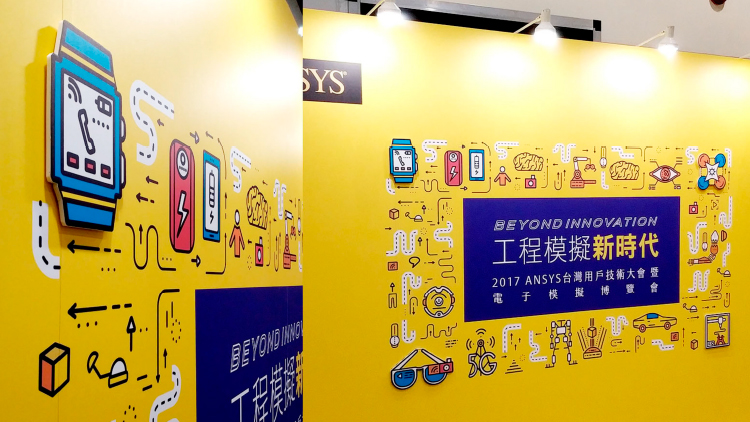 BEYOND INNOV
工程模擬新
SYS
BEYOND INNOVATION
工程模擬新時代
2017 ANSYS台灣用戶技術大會暨
電子模擬博覽會
5G